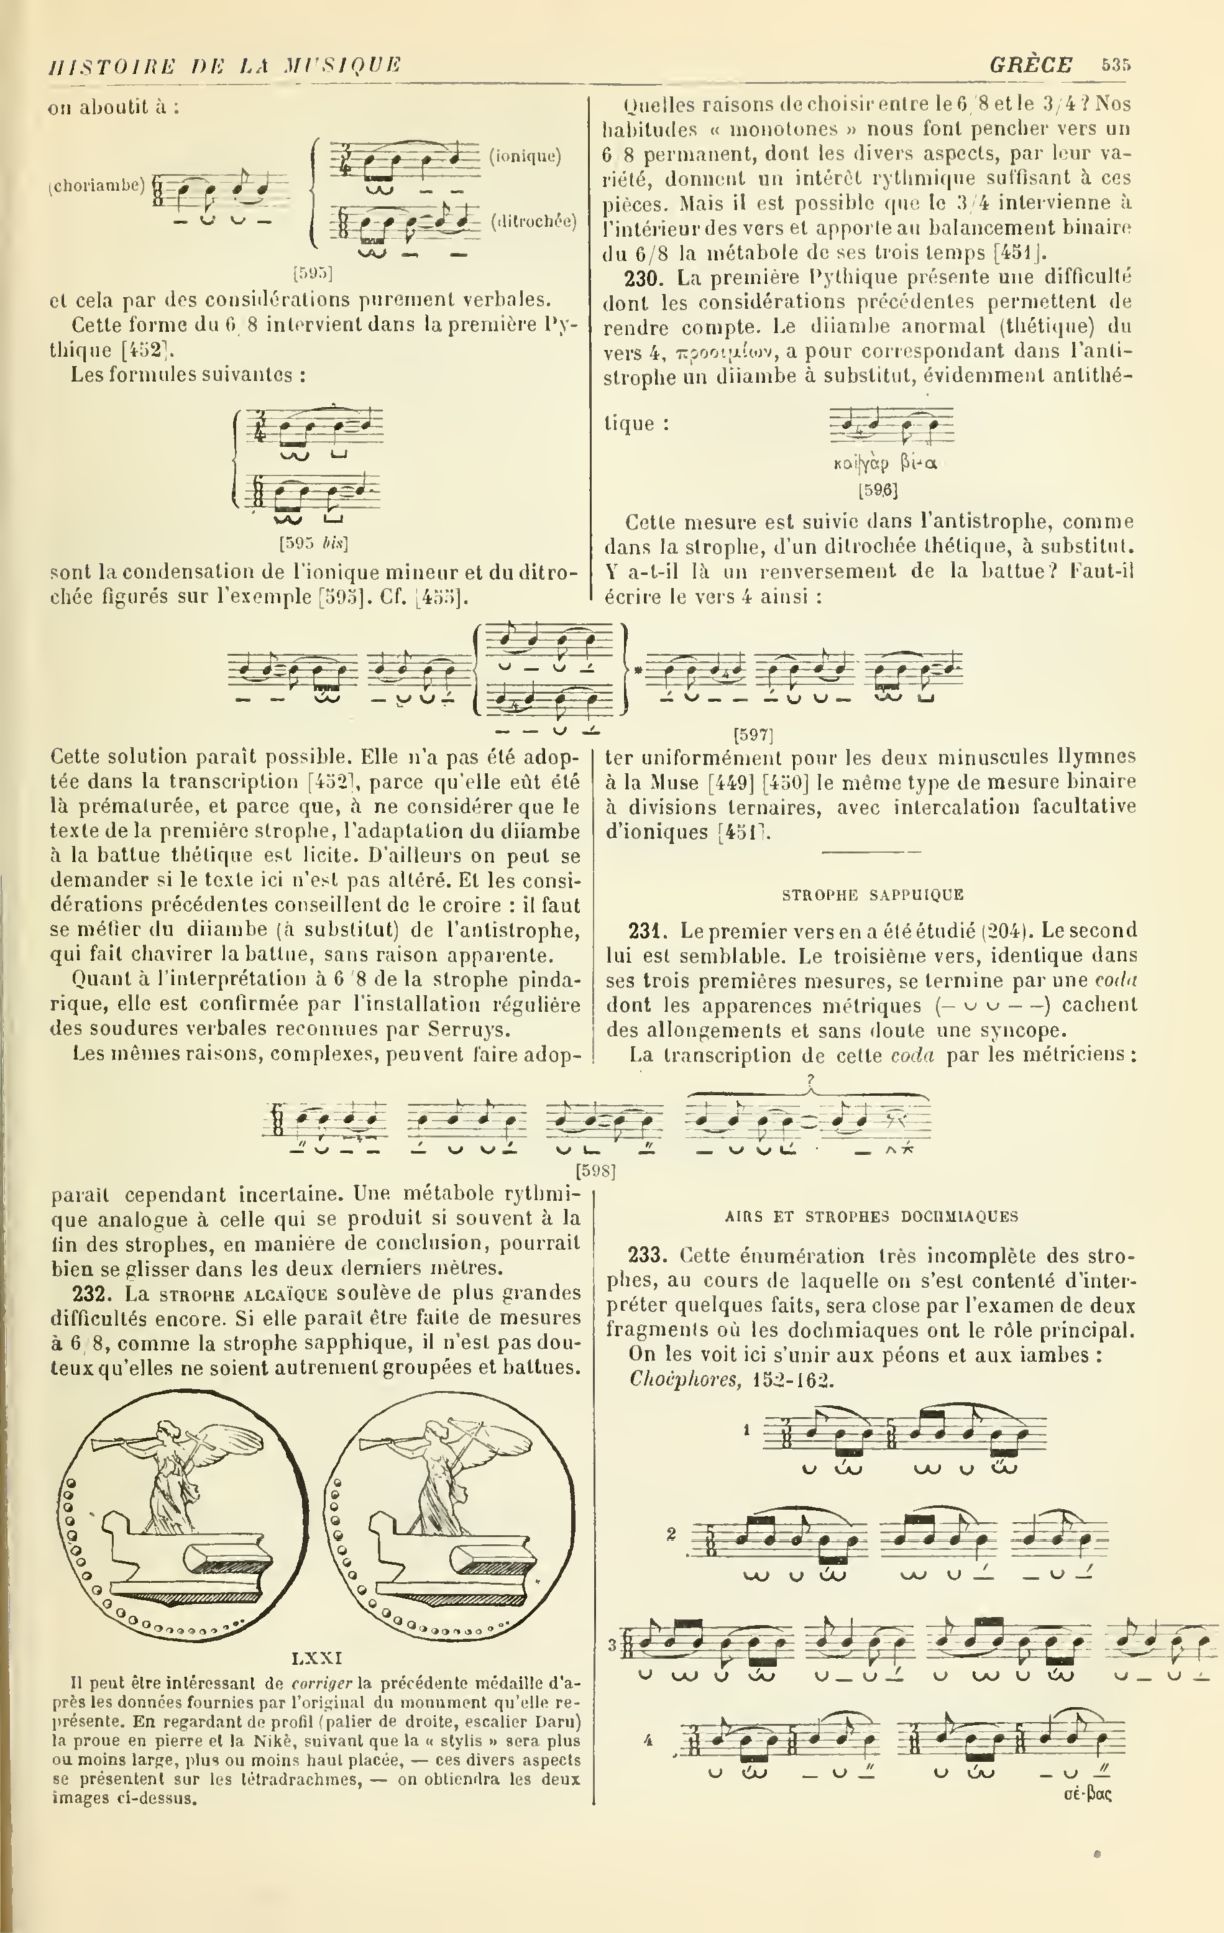 HISTOIRE DE LA MUSIQUE
GRÈCE 535
on aboutit à :
(choriambe)
(ionique)
(ditrochée)
[595]
et cela par des considérations purement verbales.
Cette forme du 6/8 intervient dans la première Py-
thique [452].
Les formules suivantes :
[595 bis]
sont la condensation de l'ionique mineur et du ditro-
chée figurés sur l'exemple [595]. Cf. [455].
Quelles raisons de choisir entre le 6/8 et le 3/4 ? Nos
habitudes « monotones » nous font pencher vers un
6/8 permanent, dont les divers aspects, par leur va-
riété, donnent un intérêt rythmique suffisant à ces
pièces. Mais il est possible que le 3/4 intervienne à
l'intérieur des vers et apporte au balancement binaire
du 6/8 la métabole de ses trois temps [451].
230. La première Pythique présente une difficulté
dont les considérations précédentes permettent de
rendre compte. Le diiambe anormal (thétique) du
vers 4, προοιμίων, a pour correspondant dans l'anti-
strophe un diiambe à substitut, évidemment antithé-
tique :
καὶ γὰρ βί-α
[596]
Cette mesure est suivie dans l'antistrophe, comme
dans la strophe, d'un ditrochée thétique, à substitut.
Y a-t-il là un renversement de la battue? Faut-il
écrire le vers 4 ainsi :
[597]
Cette solution paraît possible. Elle n'a pas été adop-
tée dans la transcription [452], parce qu'elle eût été
là prématurée, et parce que, à ne considérer que le
texte de la première strophe, l'adaptation du diiambe
à la battue thétique est licite. D'ailleurs on peut se
demander si le texte ici n'est pas altéré. Et les consi-
dérations précédentes conseillent de le croire : il faut
se méfier du diiambe (à substitut) de l'antistrophe,
qui fait chavirer la battue, sans raison apparente.
Quant à l'interprétation à 6/8 de la strophe pinda-
rique, elle est confirmée par l'installation régulière
des soudures verbales reconnues par Serruys.
Les mêmes raisons, complexes, peuvent faire adop-
ter uniformément pour les deux minuscules Hymnes
à la Muse [449] [450] le même type de mesure binaire
à divisions ternaires, avec intercalation facultative
d'ioniques [451].
STROPHE SAPPHIQUE
231. Le premier vers en a été étudié (204). Le second
lui est semblable. Le troisième vers, identique dans
ses trois premières mesures, se termine par une coda
dont les apparences métriques (– ∪ ∪ – –) cachent
des allongements et sans doute une syncope.
La transcription de cette coda par les métriciens :
?
[598]
paraît cependant incertaine. Une métabole rythmi-
que analogue à celle qui se produit si souvent à la
fin des strophes, en manière de conclusion, pourrait
bien se glisser dans les deux derniers mètres.
232. La STROPHE ALCAÏQUE soulève de plus grandes
difficultés encore. Si elle paraît être faite de mesures
à 6/8, comme la strophe sapphique, il n'est pas dou-
teux qu'elles ne soient autrement groupées et battues.
LXXI
Il peut être intéressant de corriger la précédente médaille d'a-
près les données fournies par l'original du monument qu'elle re-
présente. En regardant de profil (palier de droite, escalier Daru)
la proue en pierre et la Nikè, suivant que la « stylis » sera plus
ou moins large, plus ou moins haut placée, — ces divers aspects
se présentent sur les tétradrachmes, — on obtiendra les deux
images ci-dessus.
AIRS ET STROPHES DOCHMIAQUES
233. Cette énumération très incomplète des stro-
phes, au cours de laquelle on s'est contenté d'inter-
préter quelques faits, sera close par l'examen de deux
fragments où les dochmiaques ont le rôle principal.
On les voit ici s'unir aux péons et aux iambes :
Choéphores, 152-162.
1
2
3
4
σέ-βας